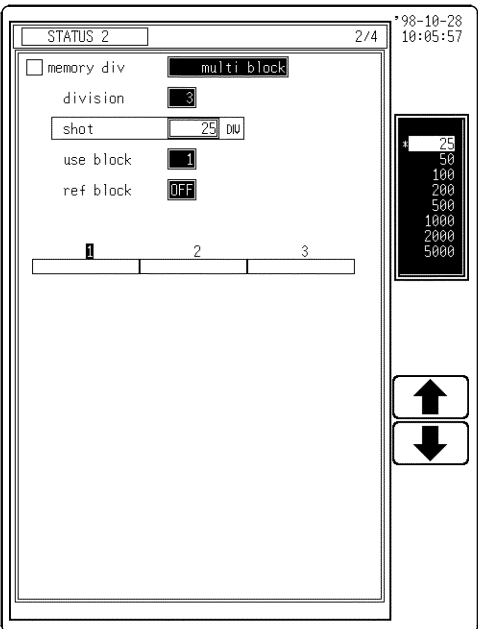 '98-10-28
STATUS 2 2/4 10:05:57
memory div multi block
division 3
shot 25 DIV
use block 1
ref block OFF
1 2 3
* 25
50
100
200
500
1000
2000
5000